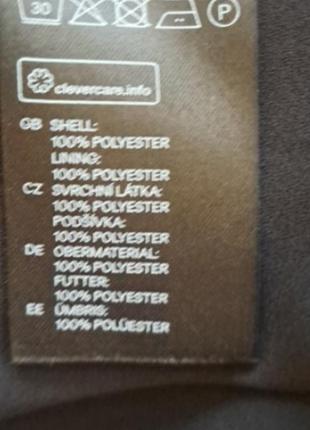 30 P
clevercare.info
GB SHELL:
100% POLYESTER
LINING:
100% POLYESTER
CZ SVRCHNÍ LÁTKA:
100% POLYESTER
PODŠÍVKA:
100% POLYESTER
DE OBERMATERIAL:
100% POLYESTER
FUTTER:
100% POLYESTER
EE ÜMBRIS:
100% POLÜESTER